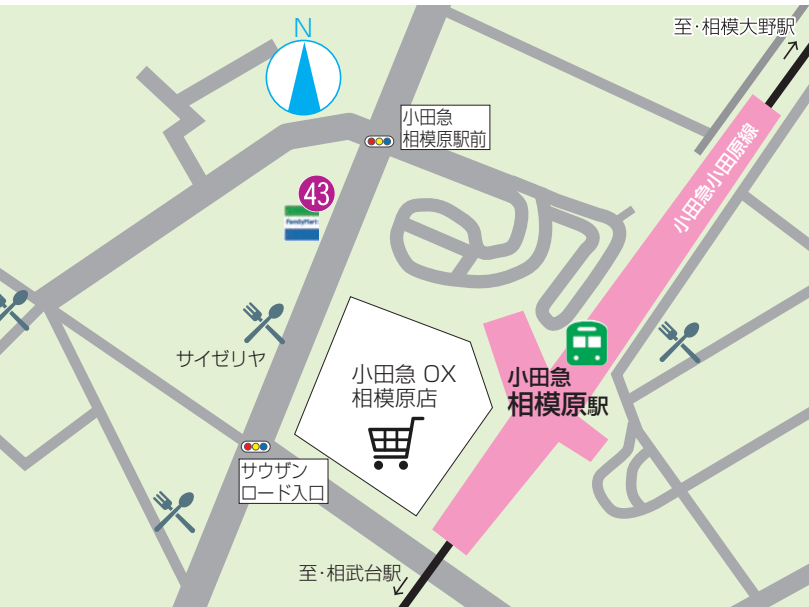 至・相模大野駅
N
小田急
相模原駅前
小田急小田原線
43
FamilyMart
サイゼリヤ
小田急 OX
相模原店
小田急
相模原駅
サウザン
ロード入口
至・相武台駅